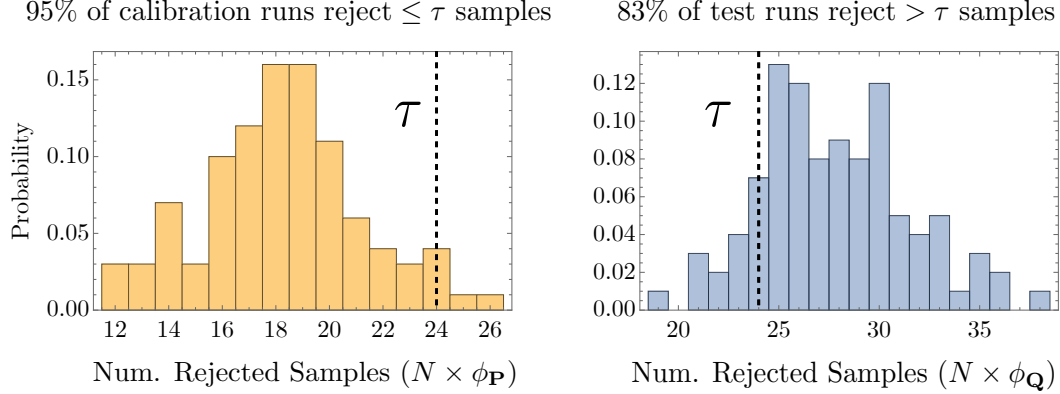 95% of calibration runs reject ≤ τ samples
83% of test runs reject > τ samples
Probability
0.15
0.10
0.05
0.00
τ
12 14 16 18 20 22 24 26
Num. Rejected Samples (N × ϕ_P)
0.12
0.10
0.08
0.06
0.04
0.02
0.00
τ
20 25 30 35
Num. Rejected Samples (N × ϕ_Q)